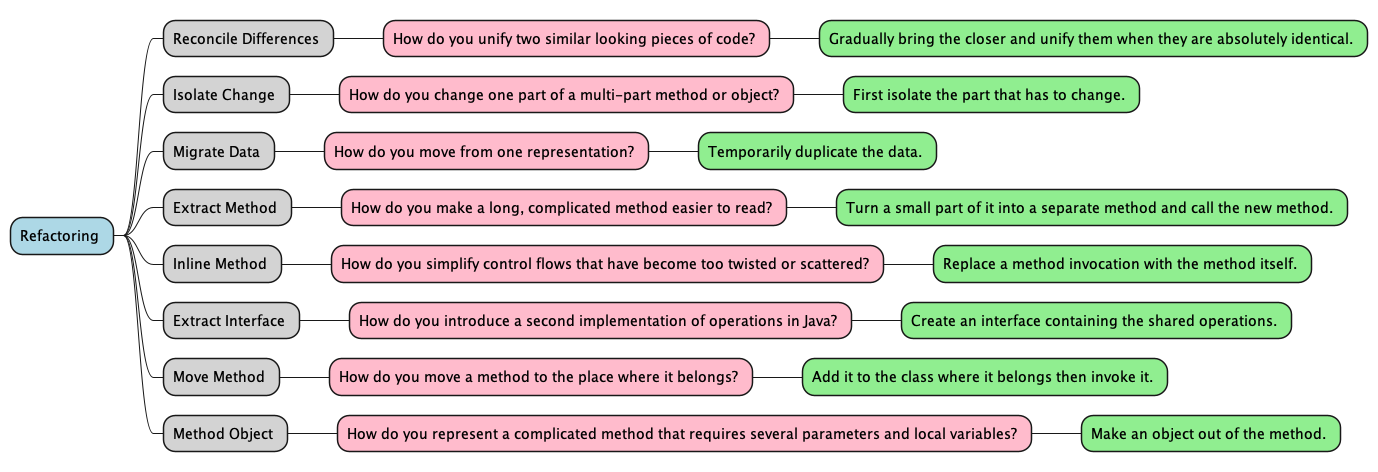 Reconcile Differences
How do you unify two similar looking pieces of code?
Gradually bring the closer and unify them when they are absolutely identical.
Isolate Change
How do you change one part of a multi-part method or object?
First isolate the part that has to change.
Migrate Data
How do you move from one representation?
Temporarily duplicate the data.
Extract Method
How do you make a long, complicated method easier to read?
Turn a small part of it into a separate method and call the new method.
Refactoring
Inline Method
How do you simplify control flows that have become too twisted or scattered?
Replace a method invocation with the method itself.
Extract Interface
How do you introduce a second implementation of operations in Java?
Create an interface containing the shared operations.
Move Method
How do you move a method to the place where it belongs?
Add it to the class where it belongs then invoke it.
Method Object
How do you represent a complicated method that requires several parameters and local variables?
Make an object out of the method.